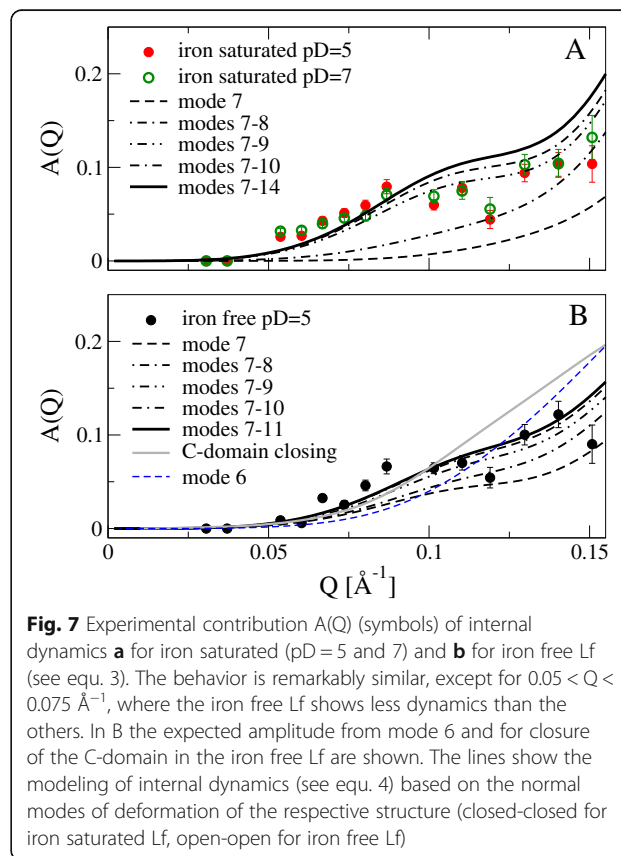 A
iron saturated pD=5
iron saturated pD=7
mode 7
modes 7-8
modes 7-9
modes 7-10
modes 7-14
A(Q)
0.2
0.1
0
B
iron free pD=5
mode 7
modes 7-8
modes 7-9
modes 7-10
modes 7-11
C-domain closing
mode 6
A(Q)
0.2
0.1
0
0 0.05 0.1 0.15
Q [Å⁻¹]
Fig. 7 Experimental contribution A(Q) (symbols) of internal
dynamics a for iron saturated (pD = 5 and 7) and b for iron free Lf
(see equ. 3). The behavior is remarkably similar, except for 0.05 < Q <
0.075 Å⁻¹, where the iron free Lf shows less dynamics than the
others. In B the expected amplitude from mode 6 and for closure
of the C-domain in the iron free Lf are shown. The lines show the
modeling of internal dynamics (see equ. 4) based on the normal
modes of deformation of the respective structure (closed-closed for
iron saturated Lf, open-open for iron free Lf)